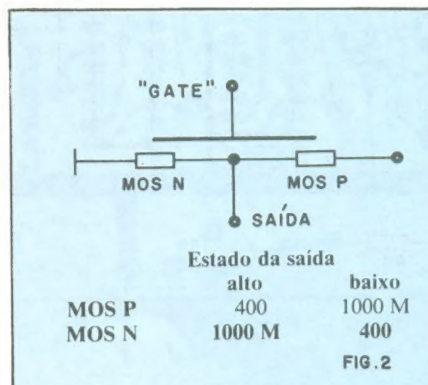 "GATE"
MOS N MOS P
SAÍDA
Estado da saída
alto baixo
MOS P 400 1000 M
MOS N 1000 M 400
FIG.2